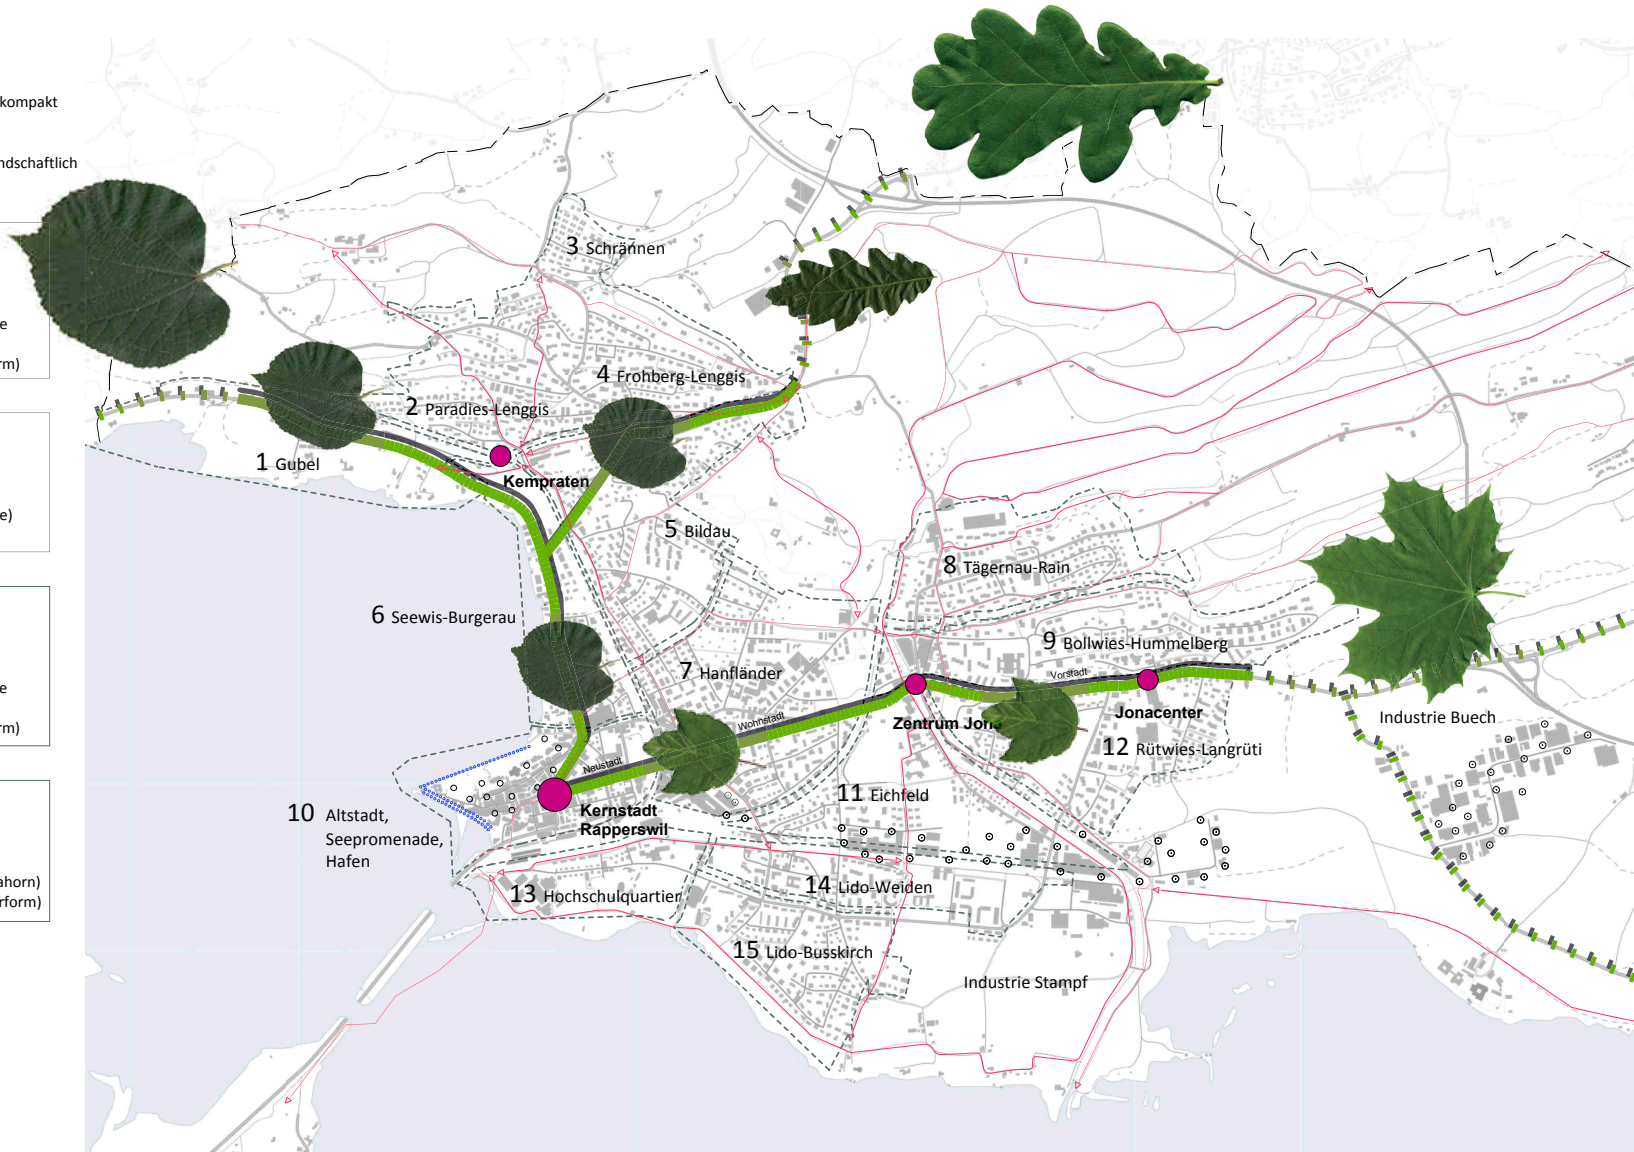 kompakt
ndschaftlich
e
rm)
e)
e
rm)
ahorn)
rform)
3 Schrännen
4 Frohberg-Lenggis
2 Paradies-Lenggis
1 Gubel
Kempraten
5 Bildau
8 Tägernau-Rain
6 Seewis-Burgerau
9 Bollwies-Hummelberg
7 Hanfländer
Vorstadt
Wohnstadt
Zentrum Jona
Jonacenter
Industrie Buech
12 Rütwies-Langrüti
Neustadt
Kernstadt
Rapperswil
11 Eichfeld
10 Altstadt,
Seepromenade,
Hafen
13 Hochschulquartier
14 Lido-Weiden
15 Lido-Busskirch
Industrie Stampf